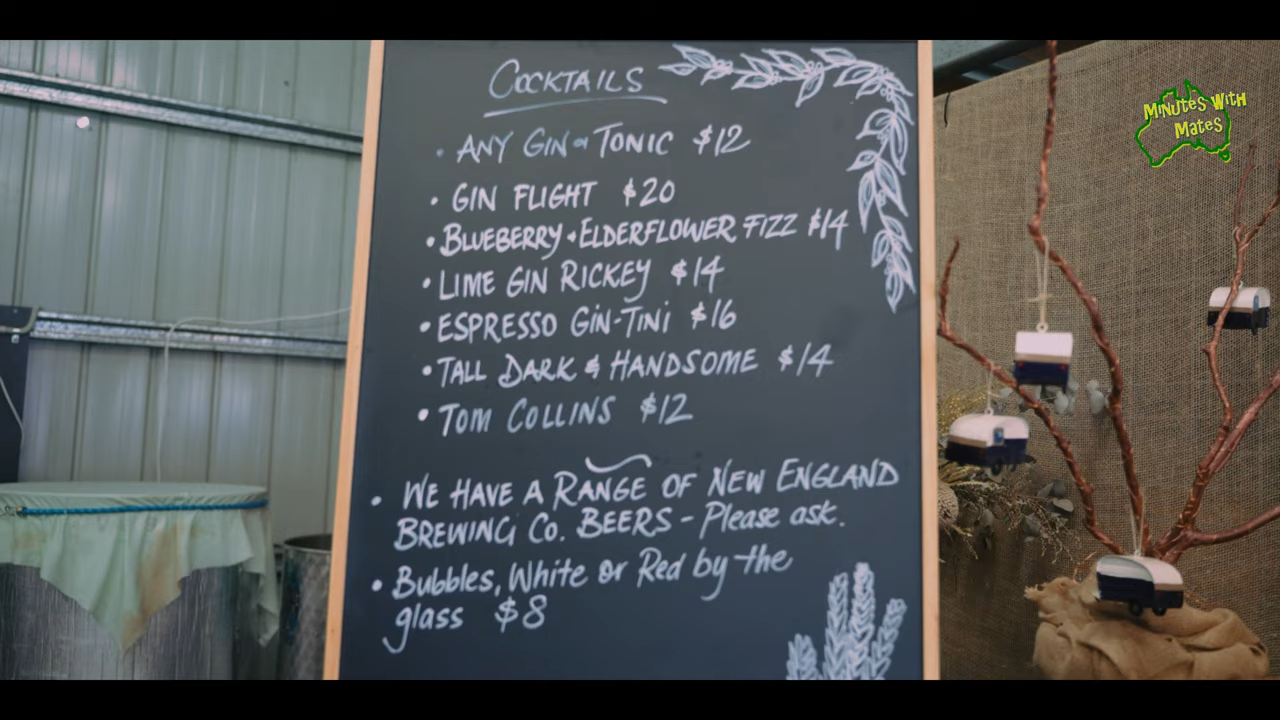 COCKTAILS
• ANY GIN & TONIC $12
• GIN FLIGHT $20
• BLUEBERRY + ELDERFLOWER FIZZ $14
• LIME GIN RICKEY $14
• ESPRESSO GIN-TINI $16
• TALL DARK & HANDSOME $14
• TOM COLLINS $12
• WE HAVE A RANGE OF NEW ENGLAND
BREWING CO. BEERS - Please ask.
• Bubbles, White or Red by the
glass $8
MINUTES WITH
MATES